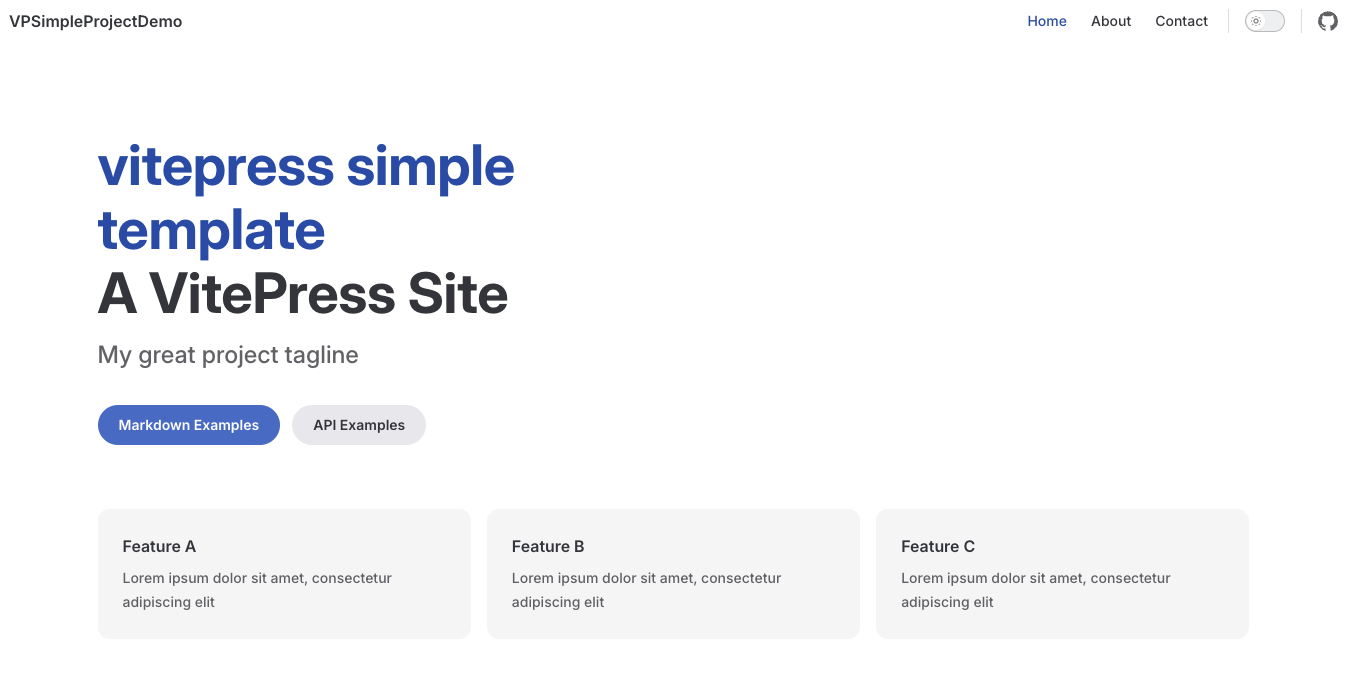 VPSimpleProjectDemo
Home About Contact
vitepress simple
template
A VitePress Site
My great project tagline
Markdown Examples API Examples
Feature A
Lorem ipsum dolor sit amet, consectetur
adipiscing elit
Feature B
Lorem ipsum dolor sit amet, consectetur
adipiscing elit
Feature C
Lorem ipsum dolor sit amet, consectetur
adipiscing elit